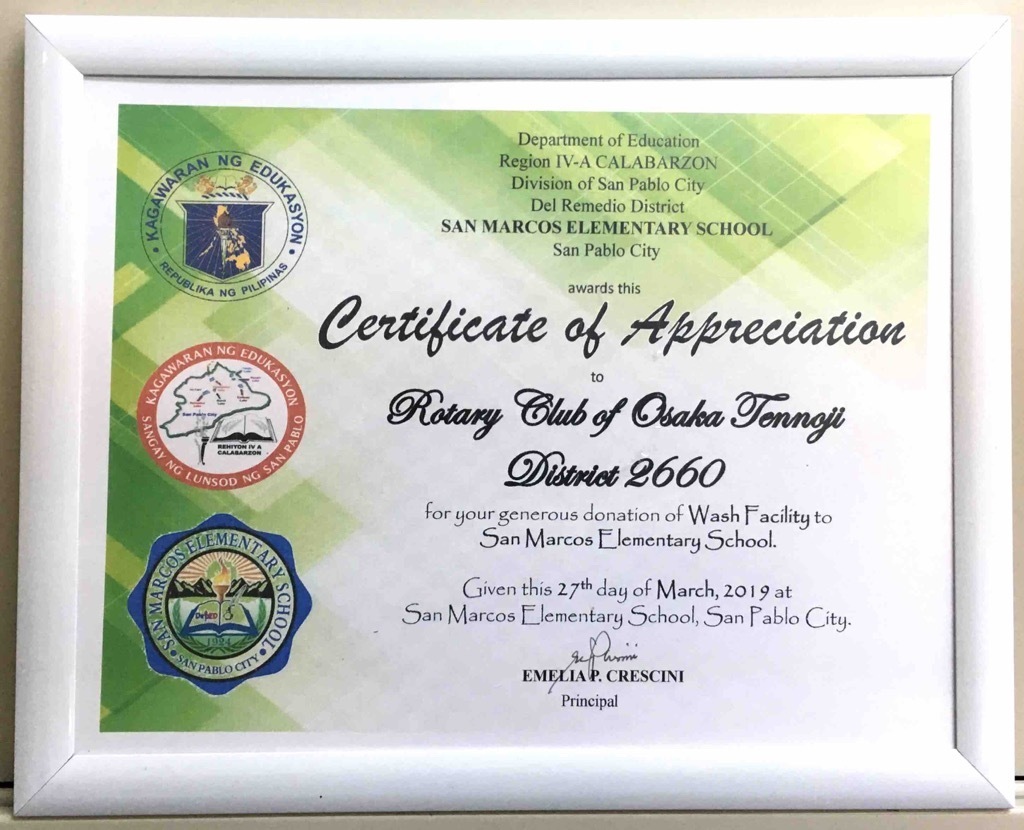 Department of Education
Region IV-A CALABARZON
Division of San Pablo City
Del Remedio District
SAN MARCOS ELEMENTARY SCHOOL
San Pablo City
awards this
Certificate of Appreciation
to
Rotary Club of Osaka Tennoji
District 2660
for your generous donation of Wash Facility to
San Marcos Elementary School.
Given this 27th day of March, 2019 at
San Marcos Elementary School, San Pablo City.
EMELIA P. CRESCINI
Principal
KAGAWARAN NG EDUKASYON
REPUBLIKA NG PILIPINAS
KAGAWARAN NG EDUKASYON
San Pablo City
REHIYON IV A
CALABARZON
SANGAY NG LUNSOD NG SAN PABLO
SAN MARCOS ELEMENTARY SCHOOL
DepED
1924
SAN PABLO CITY